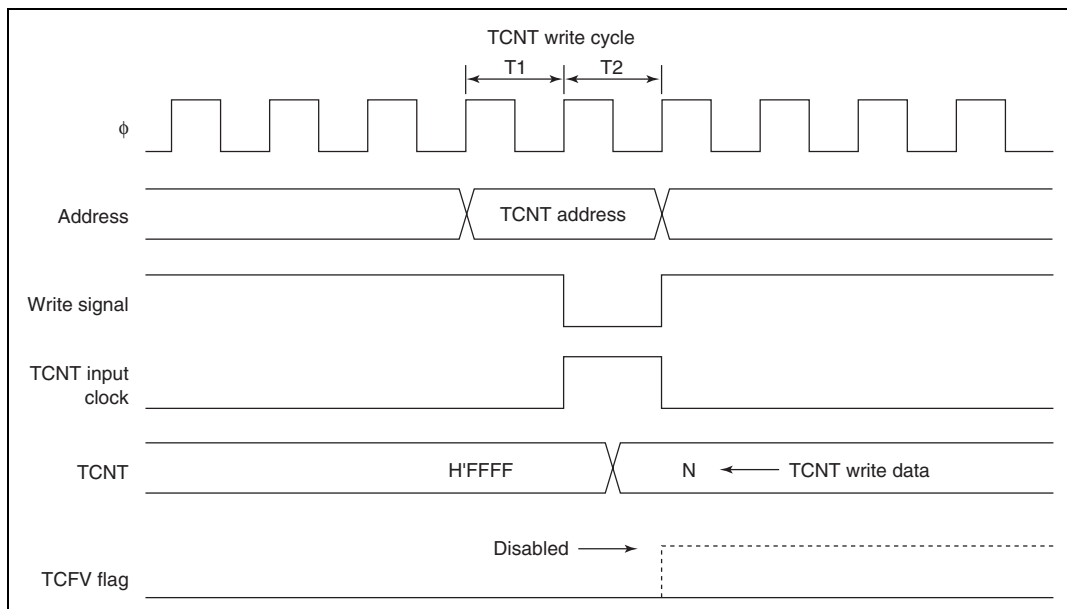 TCNT write cycle
T1 T2
ϕ
Address
TCNT address
Write signal
TCNT input
clock
TCNT
H'FFFF
N
TCNT write data
Disabled
TCFV flag